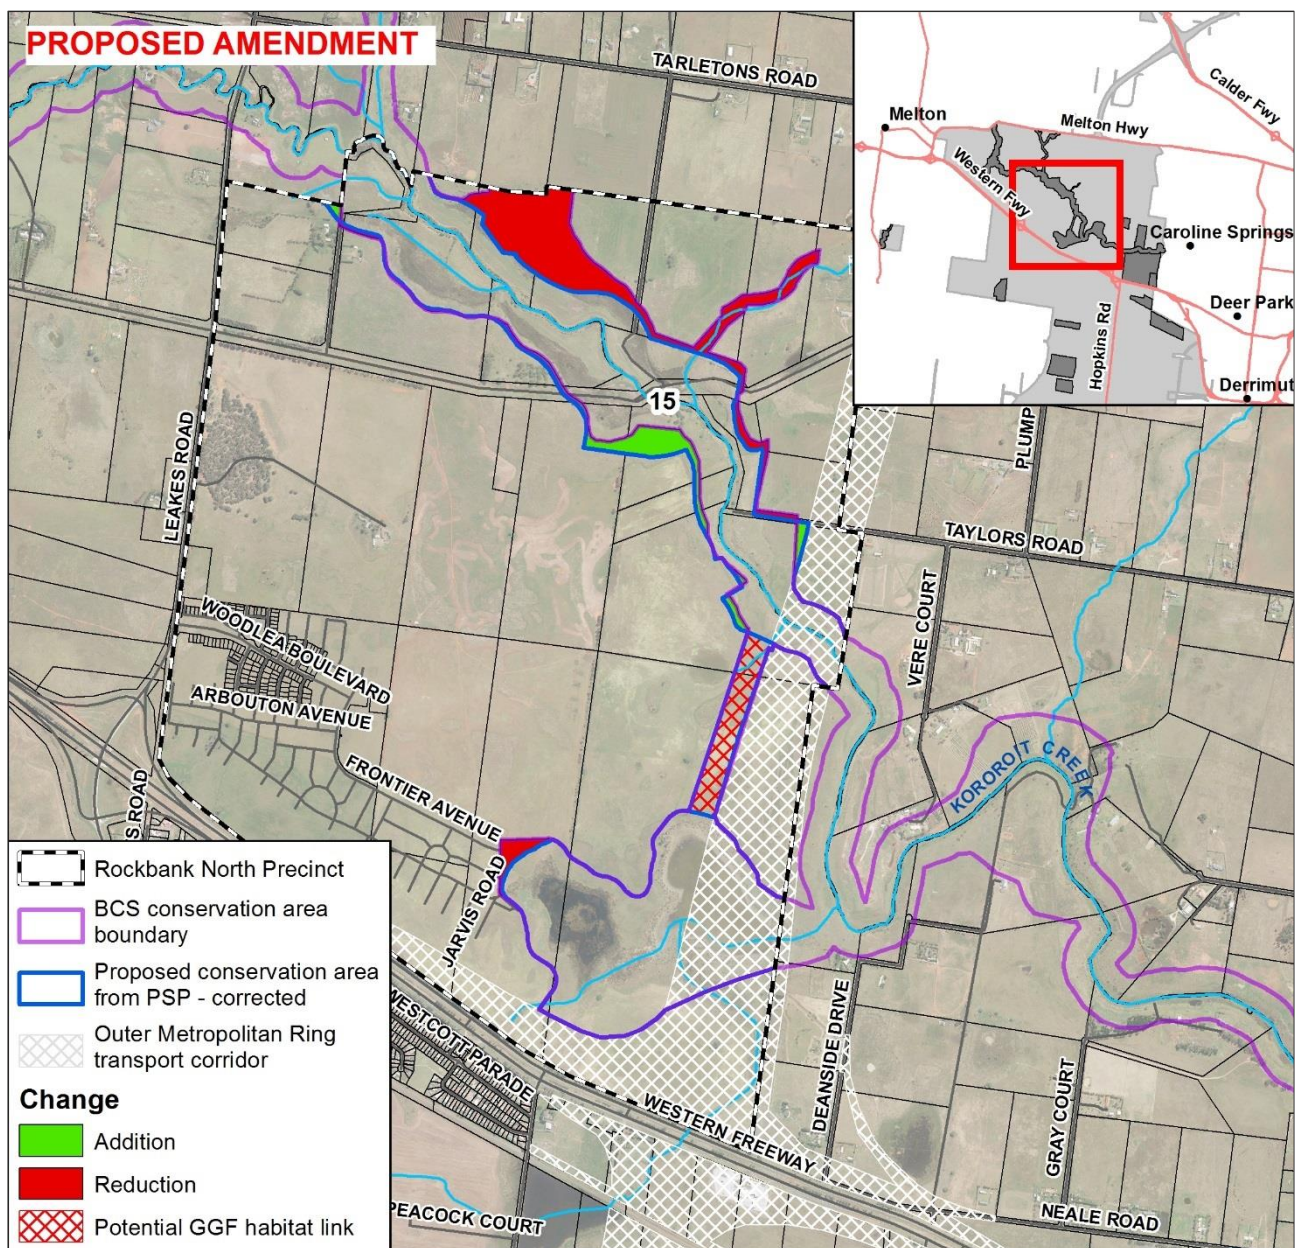 PROPOSED AMENDMENT
TARLETONS ROAD
Melton
Melton Hwy
Calder Fwy
Western Fwy
Caroline Springs
Deer Park
Hopkins Rd
Derrimut
15
LEAKES ROAD
PLUMP
TAYLORS ROAD
VERE COURT
WOODLEA BOULEVARD
ARBOUTON AVENUE
FRONTIER AVENUE
KOROROIT CREEK
S ROAD
JARVIS ROAD
WESTCOTT PARADE
WESTERN FREEWAY
DEANSIDE DRIVE
GRAY COURT
NEALE ROAD
PEACOCK COURT
Rockbank North Precinct
BCS conservation area
boundary
Proposed conservation area
from PSP - corrected
Outer Metropolitan Ring
transport corridor
Change
Addition
Reduction
Potential GGF habitat link